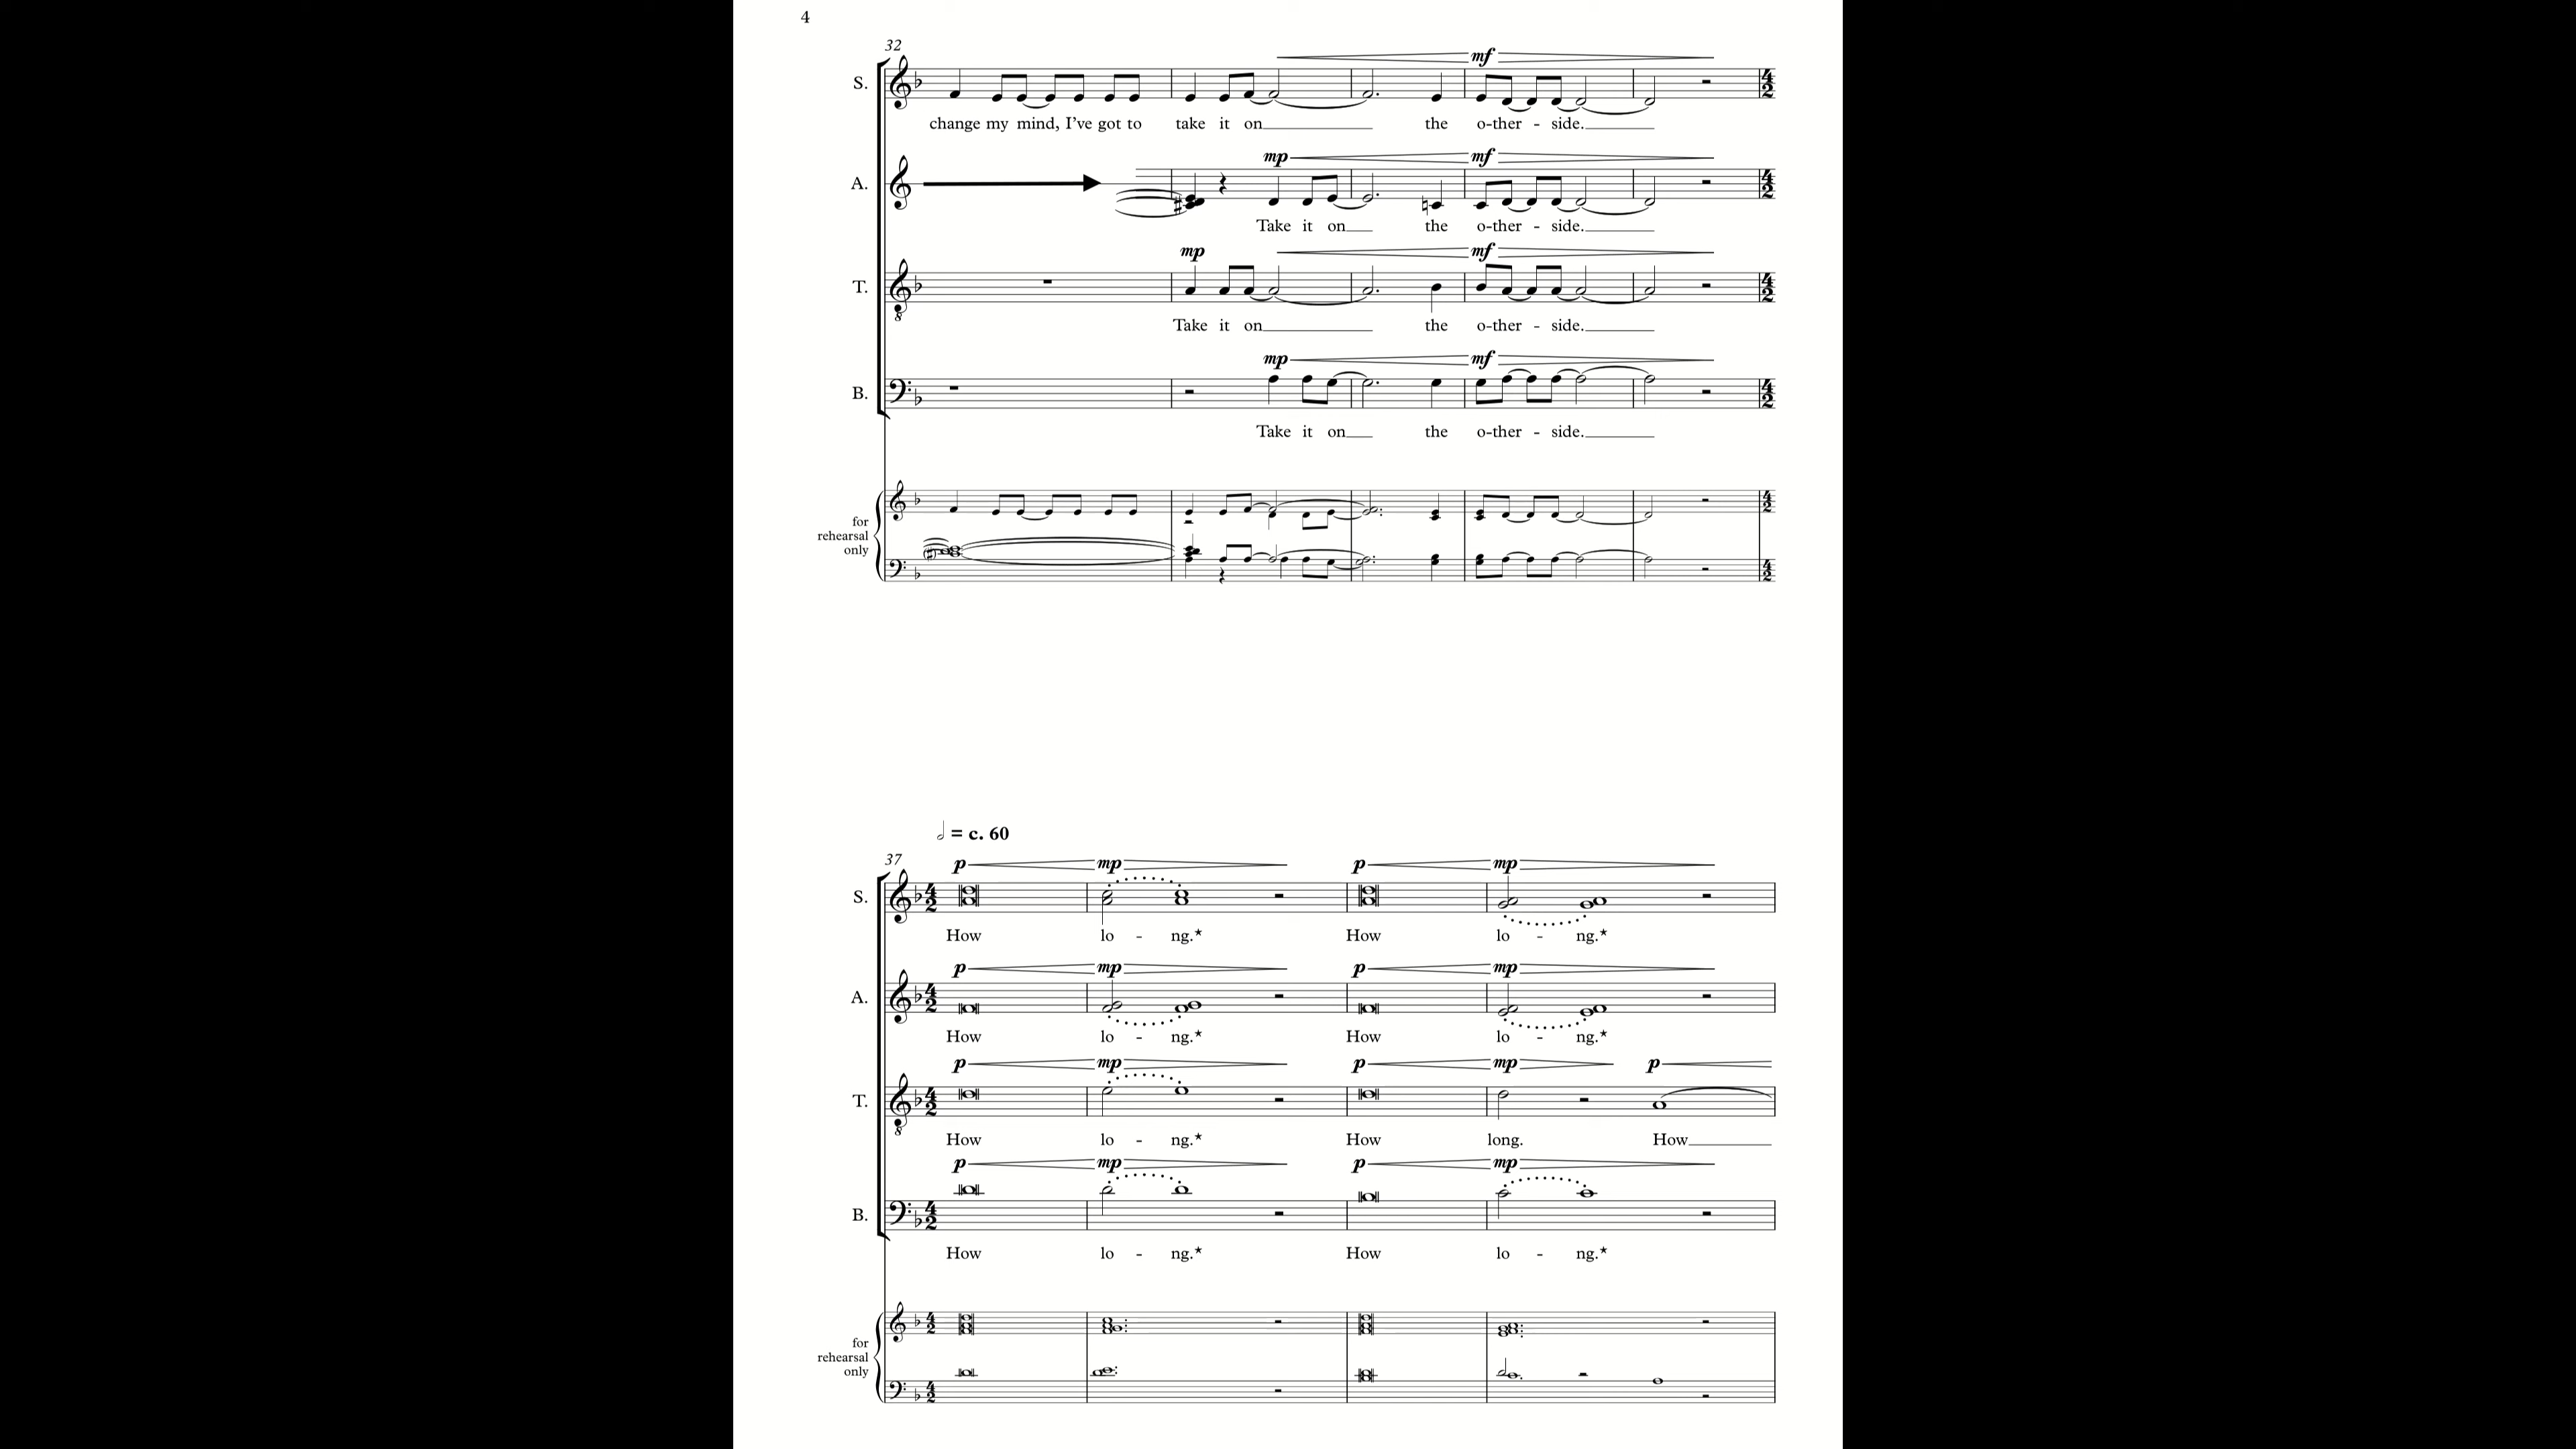 4
32
mf
S.
change my mind, I've got to take it on the o-ther - side.
mp mf
A.
Take it on the o-ther - side.
mp mf
T.
8
Take it on the o-ther - side.
mp mf
B.
Take it on the o-ther - side.
for
rehearsal
only
4
2
𝅗𝅥 = c. 60
37
p mp p mp
S.
How lo - ng.* How lo - ng.*
p mp p mp
A.
How lo - ng.* How lo - ng.*
p mp p mp p
T.
8
How lo - ng.* How long. How
p mp p mp
B.
How lo - ng.* How lo - ng.*
for
rehearsal
only